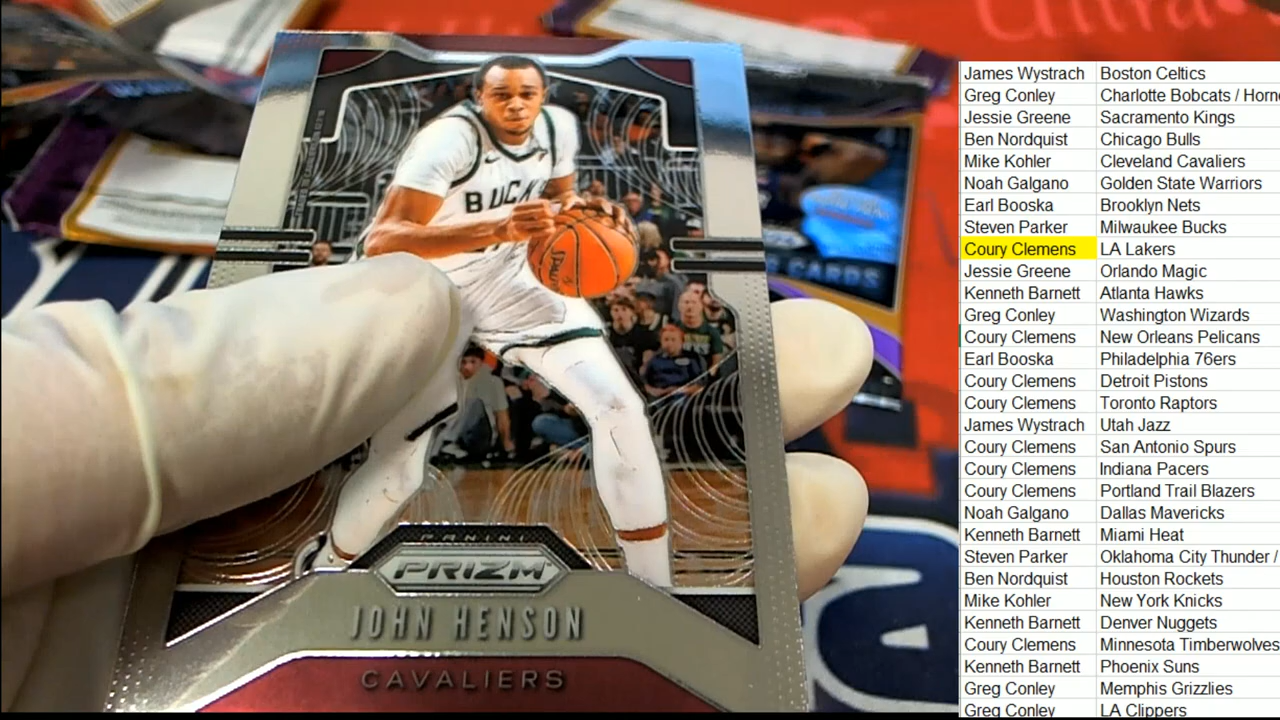 Ultra
BUCKS
SPALDING
CARDS
PANINI
PRIZM
JOHN HENSON
CAVALIERS
James Wystrach Boston Celtics
Greg Conley Charlotte Bobcats / Horne
Jessie Greene Sacramento Kings
Ben Nordquist Chicago Bulls
Mike Kohler Cleveland Cavaliers
Noah Galgano Golden State Warriors
Earl Booska Brooklyn Nets
Steven Parker Milwaukee Bucks
Coury Clemens LA Lakers
Jessie Greene Orlando Magic
Kenneth Barnett Atlanta Hawks
Greg Conley Washington Wizards
Coury Clemens New Orleans Pelicans
Earl Booska Philadelphia 76ers
Coury Clemens Detroit Pistons
Coury Clemens Toronto Raptors
James Wystrach Utah Jazz
Coury Clemens San Antonio Spurs
Coury Clemens Indiana Pacers
Coury Clemens Portland Trail Blazers
Noah Galgano Dallas Mavericks
Kenneth Barnett Miami Heat
Steven Parker Oklahoma City Thunder /
Ben Nordquist Houston Rockets
Mike Kohler New York Knicks
Kenneth Barnett Denver Nuggets
Coury Clemens Minnesota Timberwolves
Kenneth Barnett Phoenix Suns
Greg Conley Memphis Grizzlies
Greg Conley LA Clippers